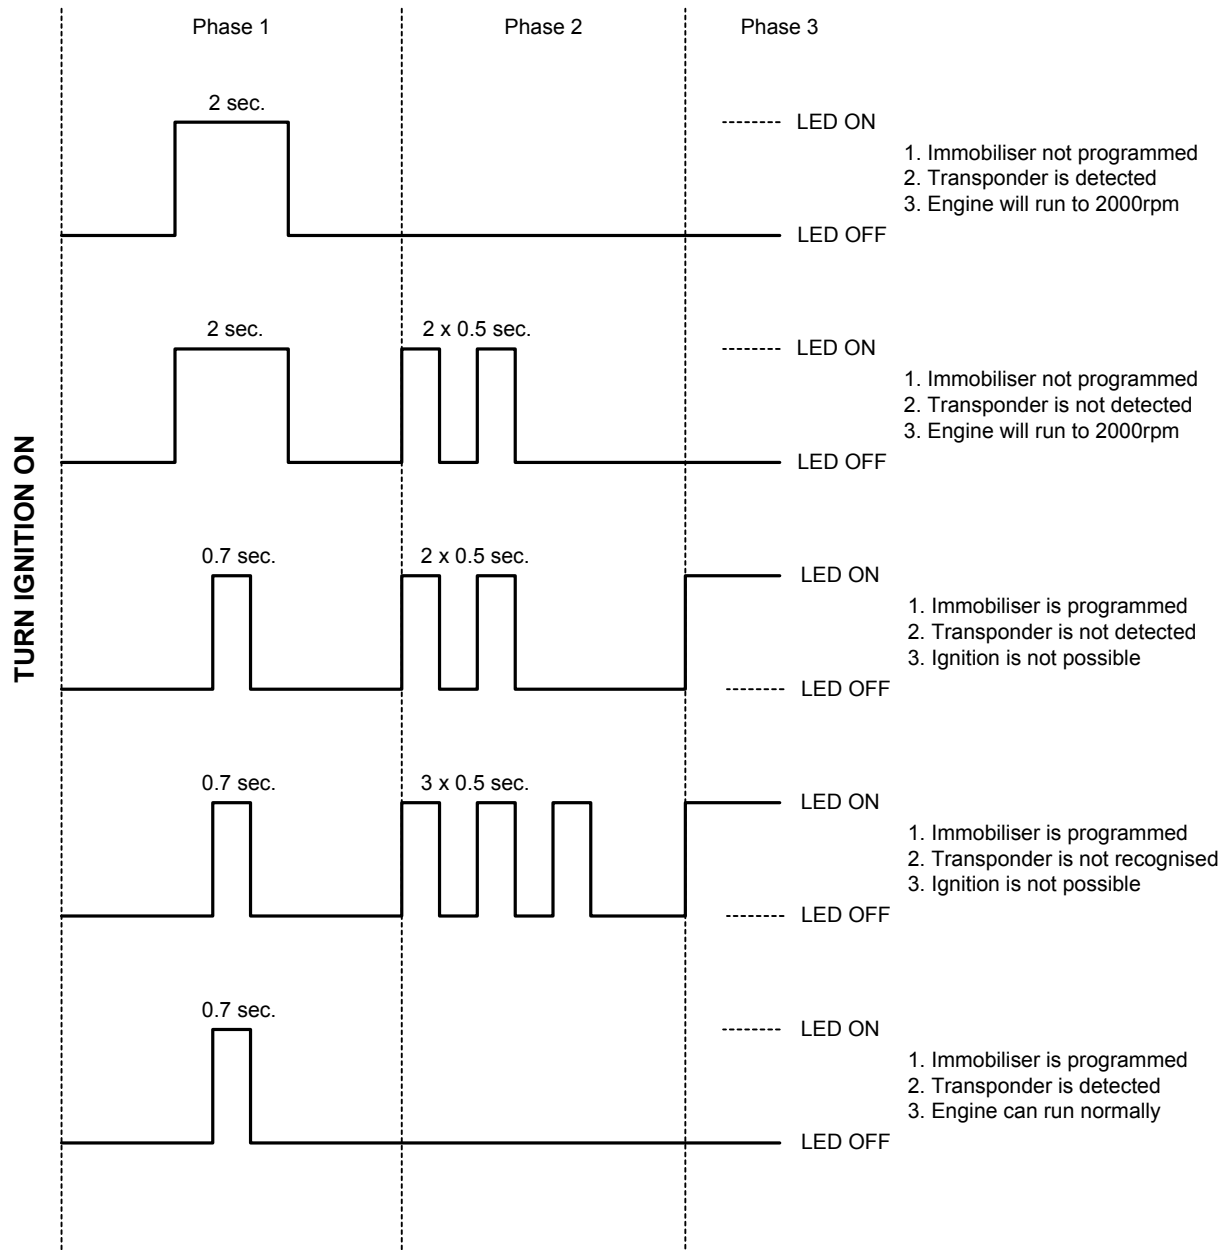 Phase 1
Phase 2
Phase 3
TURN IGNITION ON
2 sec.
LED ON
1. Immobiliser not programmed
2. Transponder is detected
3. Engine will run to 2000rpm
LED OFF
2 sec.
2 x 0.5 sec.
LED ON
1. Immobiliser not programmed
2. Transponder is not detected
3. Engine will run to 2000rpm
LED OFF
0.7 sec.
2 x 0.5 sec.
LED ON
1. Immobiliser is programmed
2. Transponder is not detected
3. Ignition is not possible
LED OFF
0.7 sec.
3 x 0.5 sec.
LED ON
1. Immobiliser is programmed
2. Transponder is not recognised
3. Ignition is not possible
LED OFF
0.7 sec.
LED ON
1. Immobiliser is programmed
2. Transponder is detected
3. Engine can run normally
LED OFF